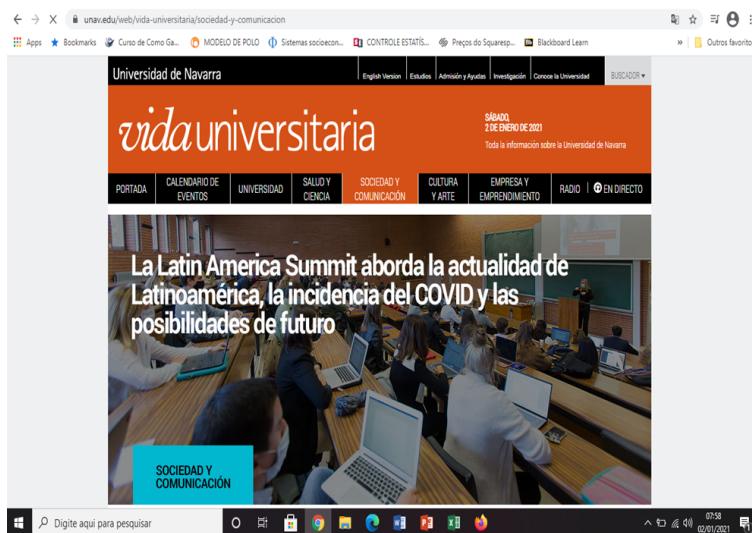 unav.edu/web/vida-universitaria/sociedad-y-comunicacion
Apps Bookmarks Curso de Como Ga... MODELO DE POLO Sistemas socioecon... CONTROLE ESTATÍS... Preços do Squaresp... Blackboard Learn » Outros favorito
Universidad de Navarra
English Version Estudios Admisión y Ayudas Investigación Conoce la Universidad BUSCADOR
vida universitaria
SÁBADO,
2 DE ENERO DE 2021
Toda la información sobre la Universidad de Navarra
PORTADA
CALENDARIO DE
EVENTOS
UNIVERSIDAD
SALUD Y
CIENCIA
SOCIEDAD Y
COMUNICACIÓN
CULTURA
Y ARTE
EMPRESA Y
EMPRENDIMIENTO
RADIO
EN DIRECTO
La Latin America Summit aborda la actualidad de
Latinoamérica, la incidencia del COVID y las
posibilidades de futuro
SOCIEDAD Y
COMUNICACIÓN
Digite aqui para pesquisar
07:58
02/01/2021